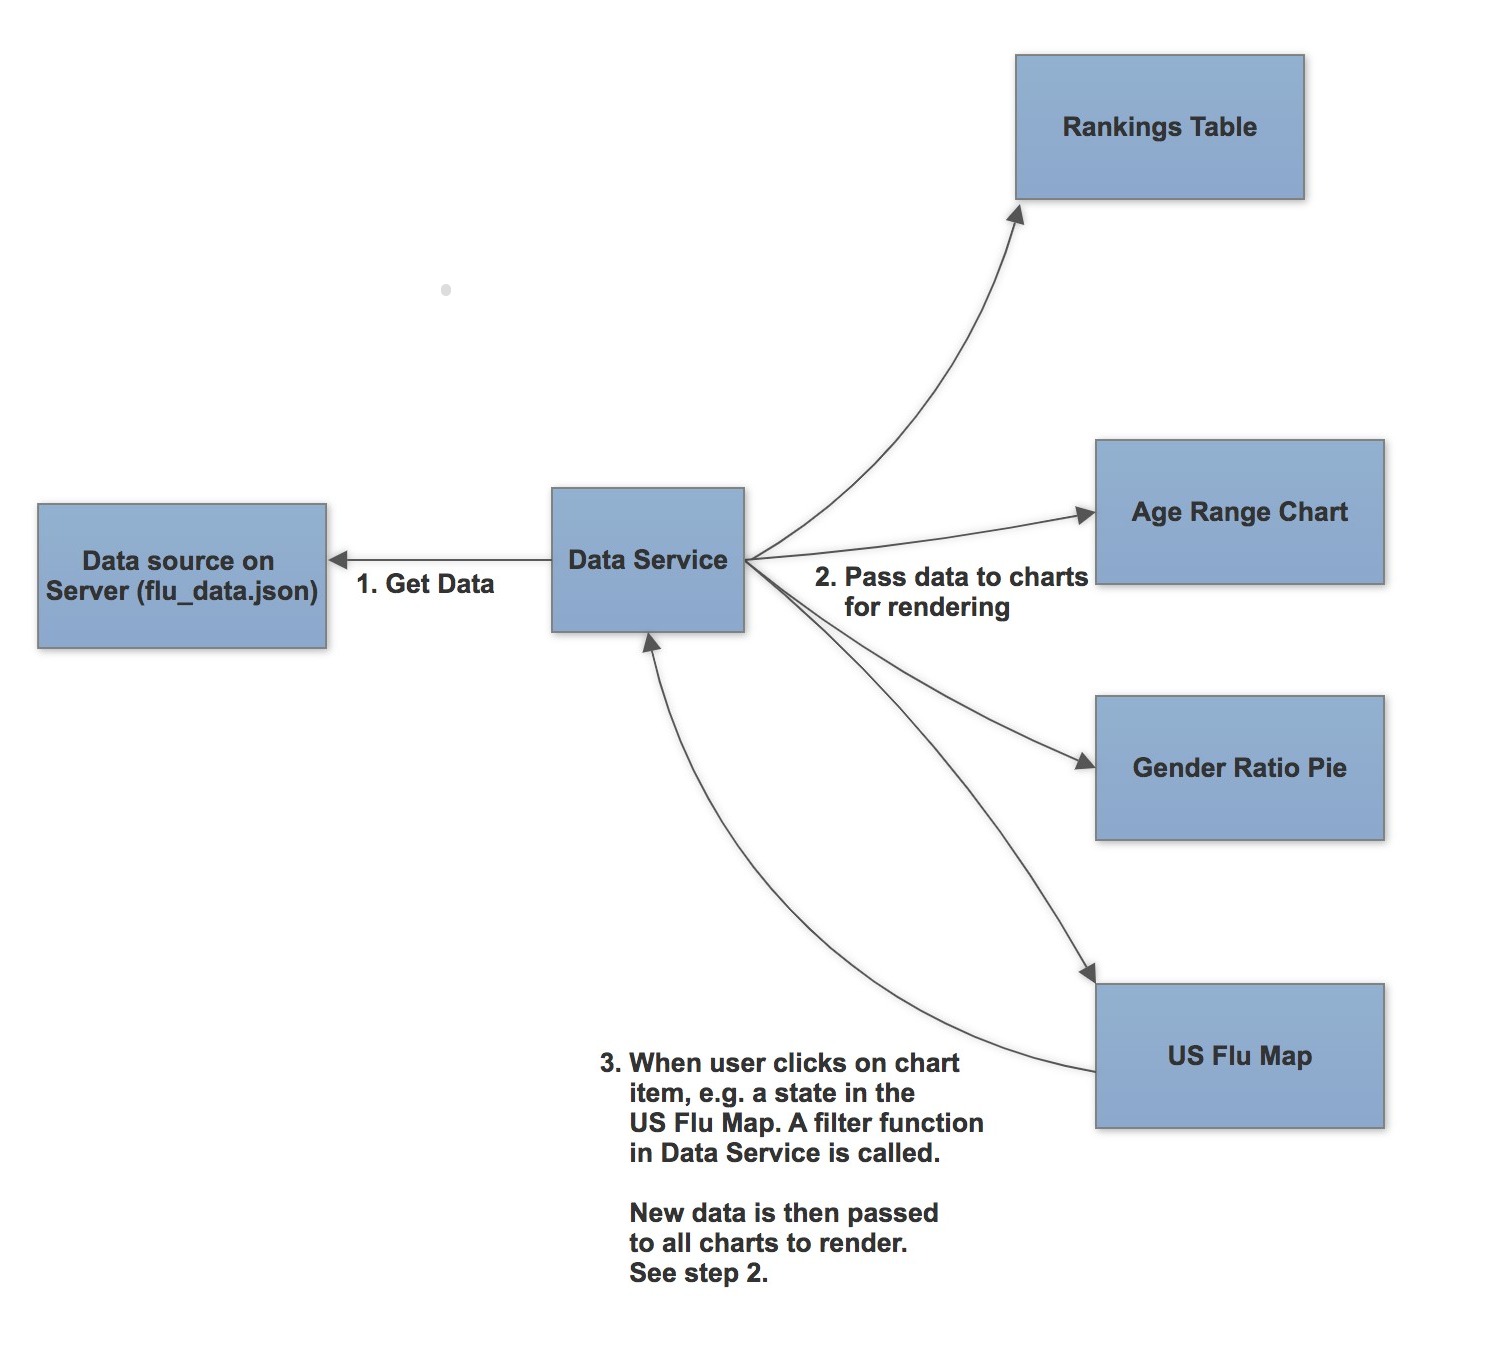 Rankings Table
Age Range Chart
Data Service
Data source on
Server (flu_data.json)
1. Get Data
2. Pass data to charts
for rendering
Gender Ratio Pie
US Flu Map
3. When user clicks on chart
item, e.g. a state in the
US Flu Map. A filter function
in Data Service is called.
New data is then passed
to all charts to render.
See step 2.